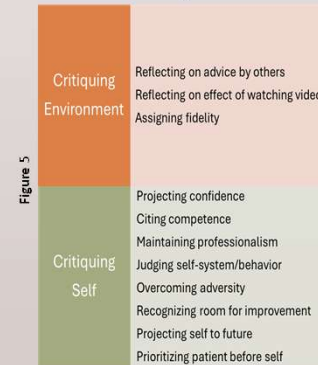 Figure 5
Critiquing
Environment
Reflecting on advice by others
Reflecting on effect of watching video
Assigning fidelity
Critiquing
Self
Projecting confidence
Citing competence
Maintaining professionalism
Judging self-system/behavior
Overcoming adversity
Recognizing room for improvement
Projecting self to future
Prioritizing patient before self